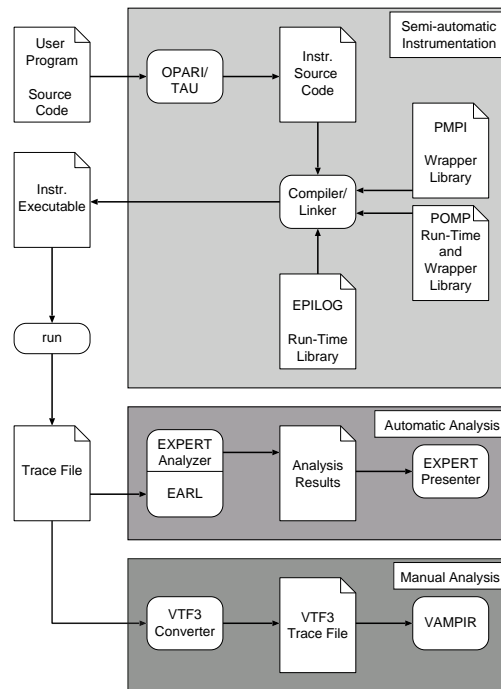 User
Program
Source
Code
OPARI/
TAU
Instr.
Source
Code
Semi-automatic
Instrumentation
PMPI
Wrapper
Library
Instr.
Executable
Compiler/
Linker
POMP
Run-Time
and
Wrapper
Library
EPILOG
Run-Time
Library
run
Automatic Analysis
Trace File
EXPERT
Analyzer
EARL
Analysis
Results
EXPERT
Presenter
Manual Analysis
VTF3
Converter
VTF3
Trace File
VAMPIR